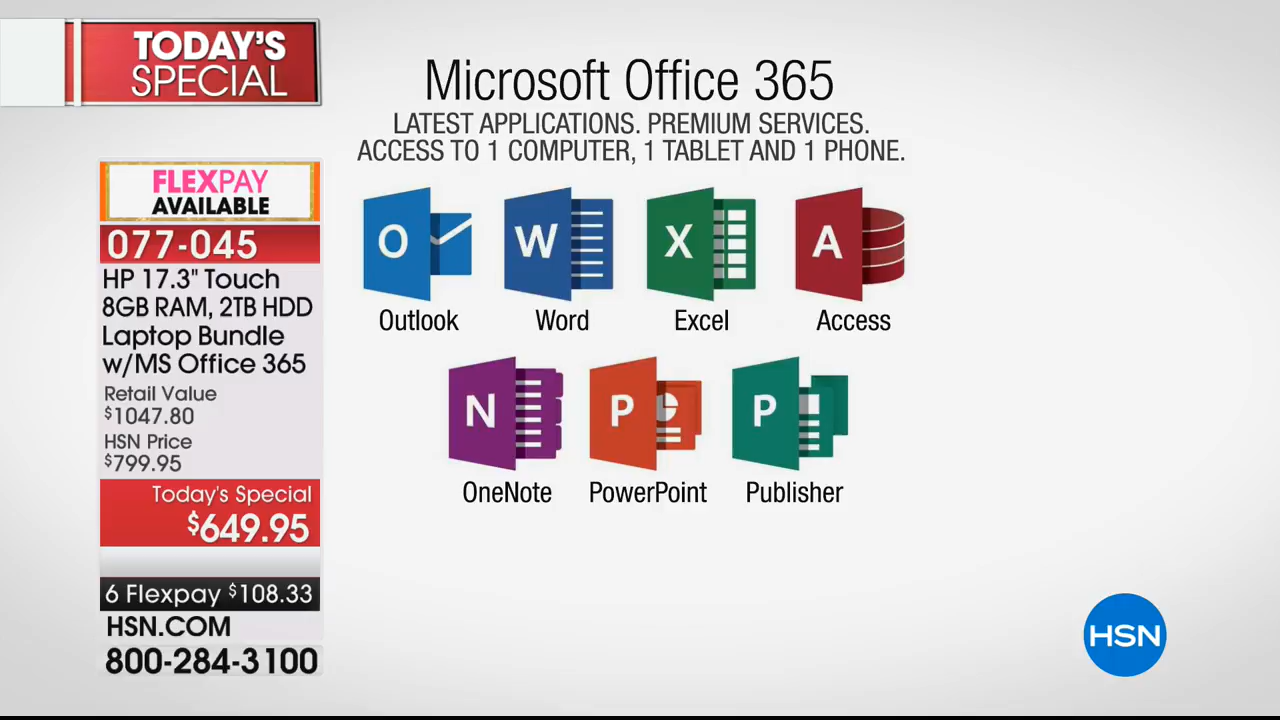 TODAY'S
SPECIAL
FLEXPAY
AVAILABLE
077-045
HP 17.3" Touch
8GB RAM, 2TB HDD
Laptop Bundle
w/MS Office 365
Retail Value
$1047.80
HSN Price
$799.95
Today's Special
$649.95
6 Flexpay $108.33
HSN.COM
800-284-3100
Microsoft Office 365
LATEST APPLICATIONS. PREMIUM SERVICES.
ACCESS TO 1 COMPUTER, 1 TABLET AND 1 PHONE.
O W X A
Outlook Word Excel Access
N P P
OneNote PowerPoint Publisher
HSN